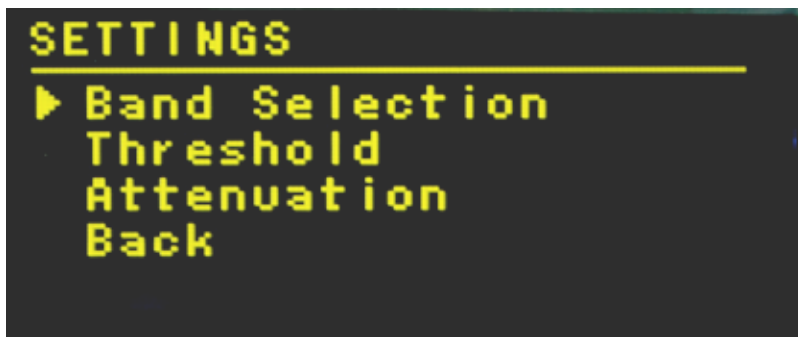 SETTINGS
Band Selection
Threshold
Attenuation
Back